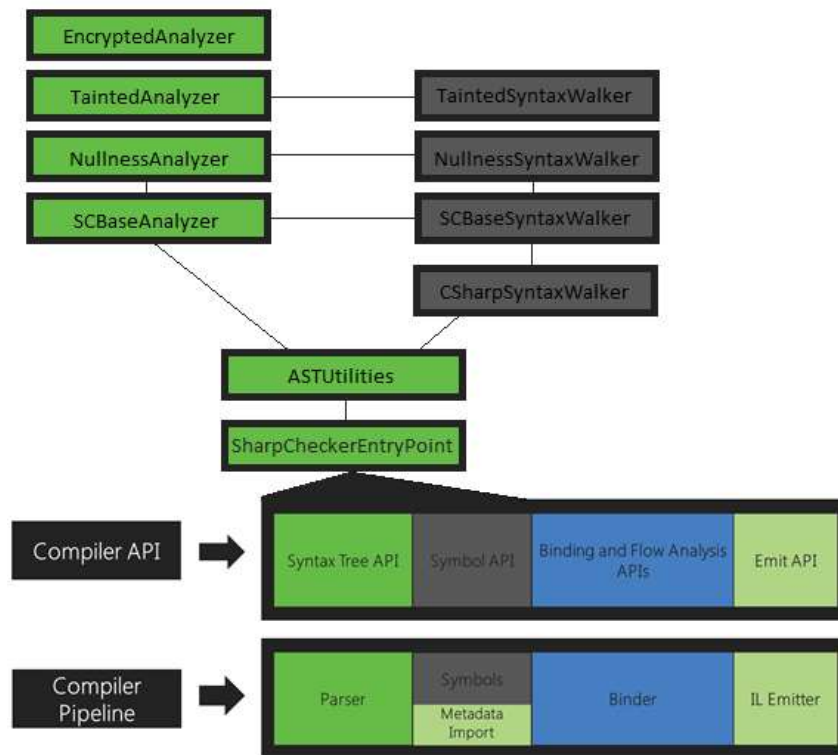 EncryptedAnalyzer
TaintedAnalyzer
TaintedSyntaxWalker
NullnessAnalyzer
NullnessSyntaxWalker
SCBaseAnalyzer
SCBaseSyntaxWalker
CSharpSyntaxWalker
ASTUtilities
SharpCheckerEntryPoint
Compiler API
Syntax Tree API
Symbol API
Binding and Flow Analysis
APIs
Emit API
Compiler
Pipeline
Parser
Symbols
Metadata
Import
Binder
IL Emitter